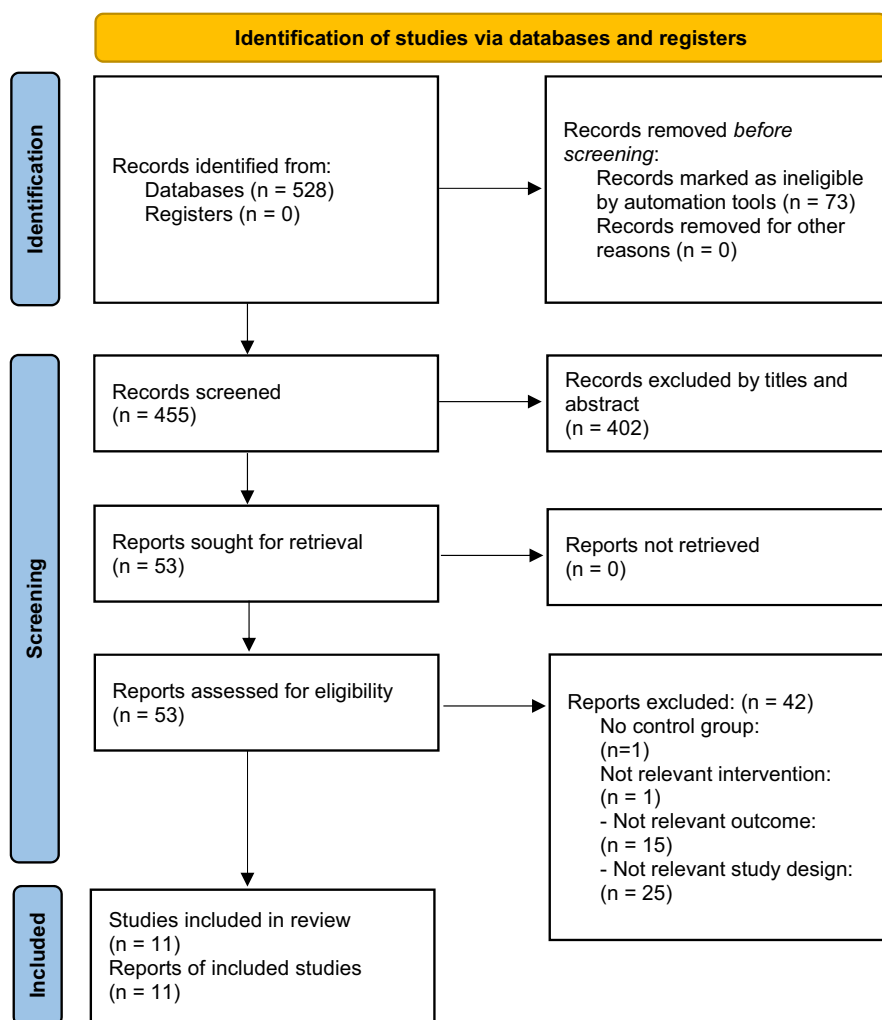 Identification of studies via databases and registers
Identification
Records identified from:
Databases (n = 528)
Registers (n = 0)
Records removed before
screening:
Records marked as ineligible
by automation tools (n = 73)
Records removed for other
reasons (n = 0)
Screening
Records screened
(n = 455)
Records excluded by titles and
abstract
(n = 402)
Reports sought for retrieval
(n = 53)
Reports not retrieved
(n = 0)
Reports assessed for eligibility
(n = 53)
Reports excluded: (n = 42)
No control group:
(n=1)
Not relevant intervention:
(n = 1)
- Not relevant outcome:
(n = 15)
- Not relevant study design:
(n = 25)
Included
Studies included in review
(n = 11)
Reports of included studies
(n = 11)